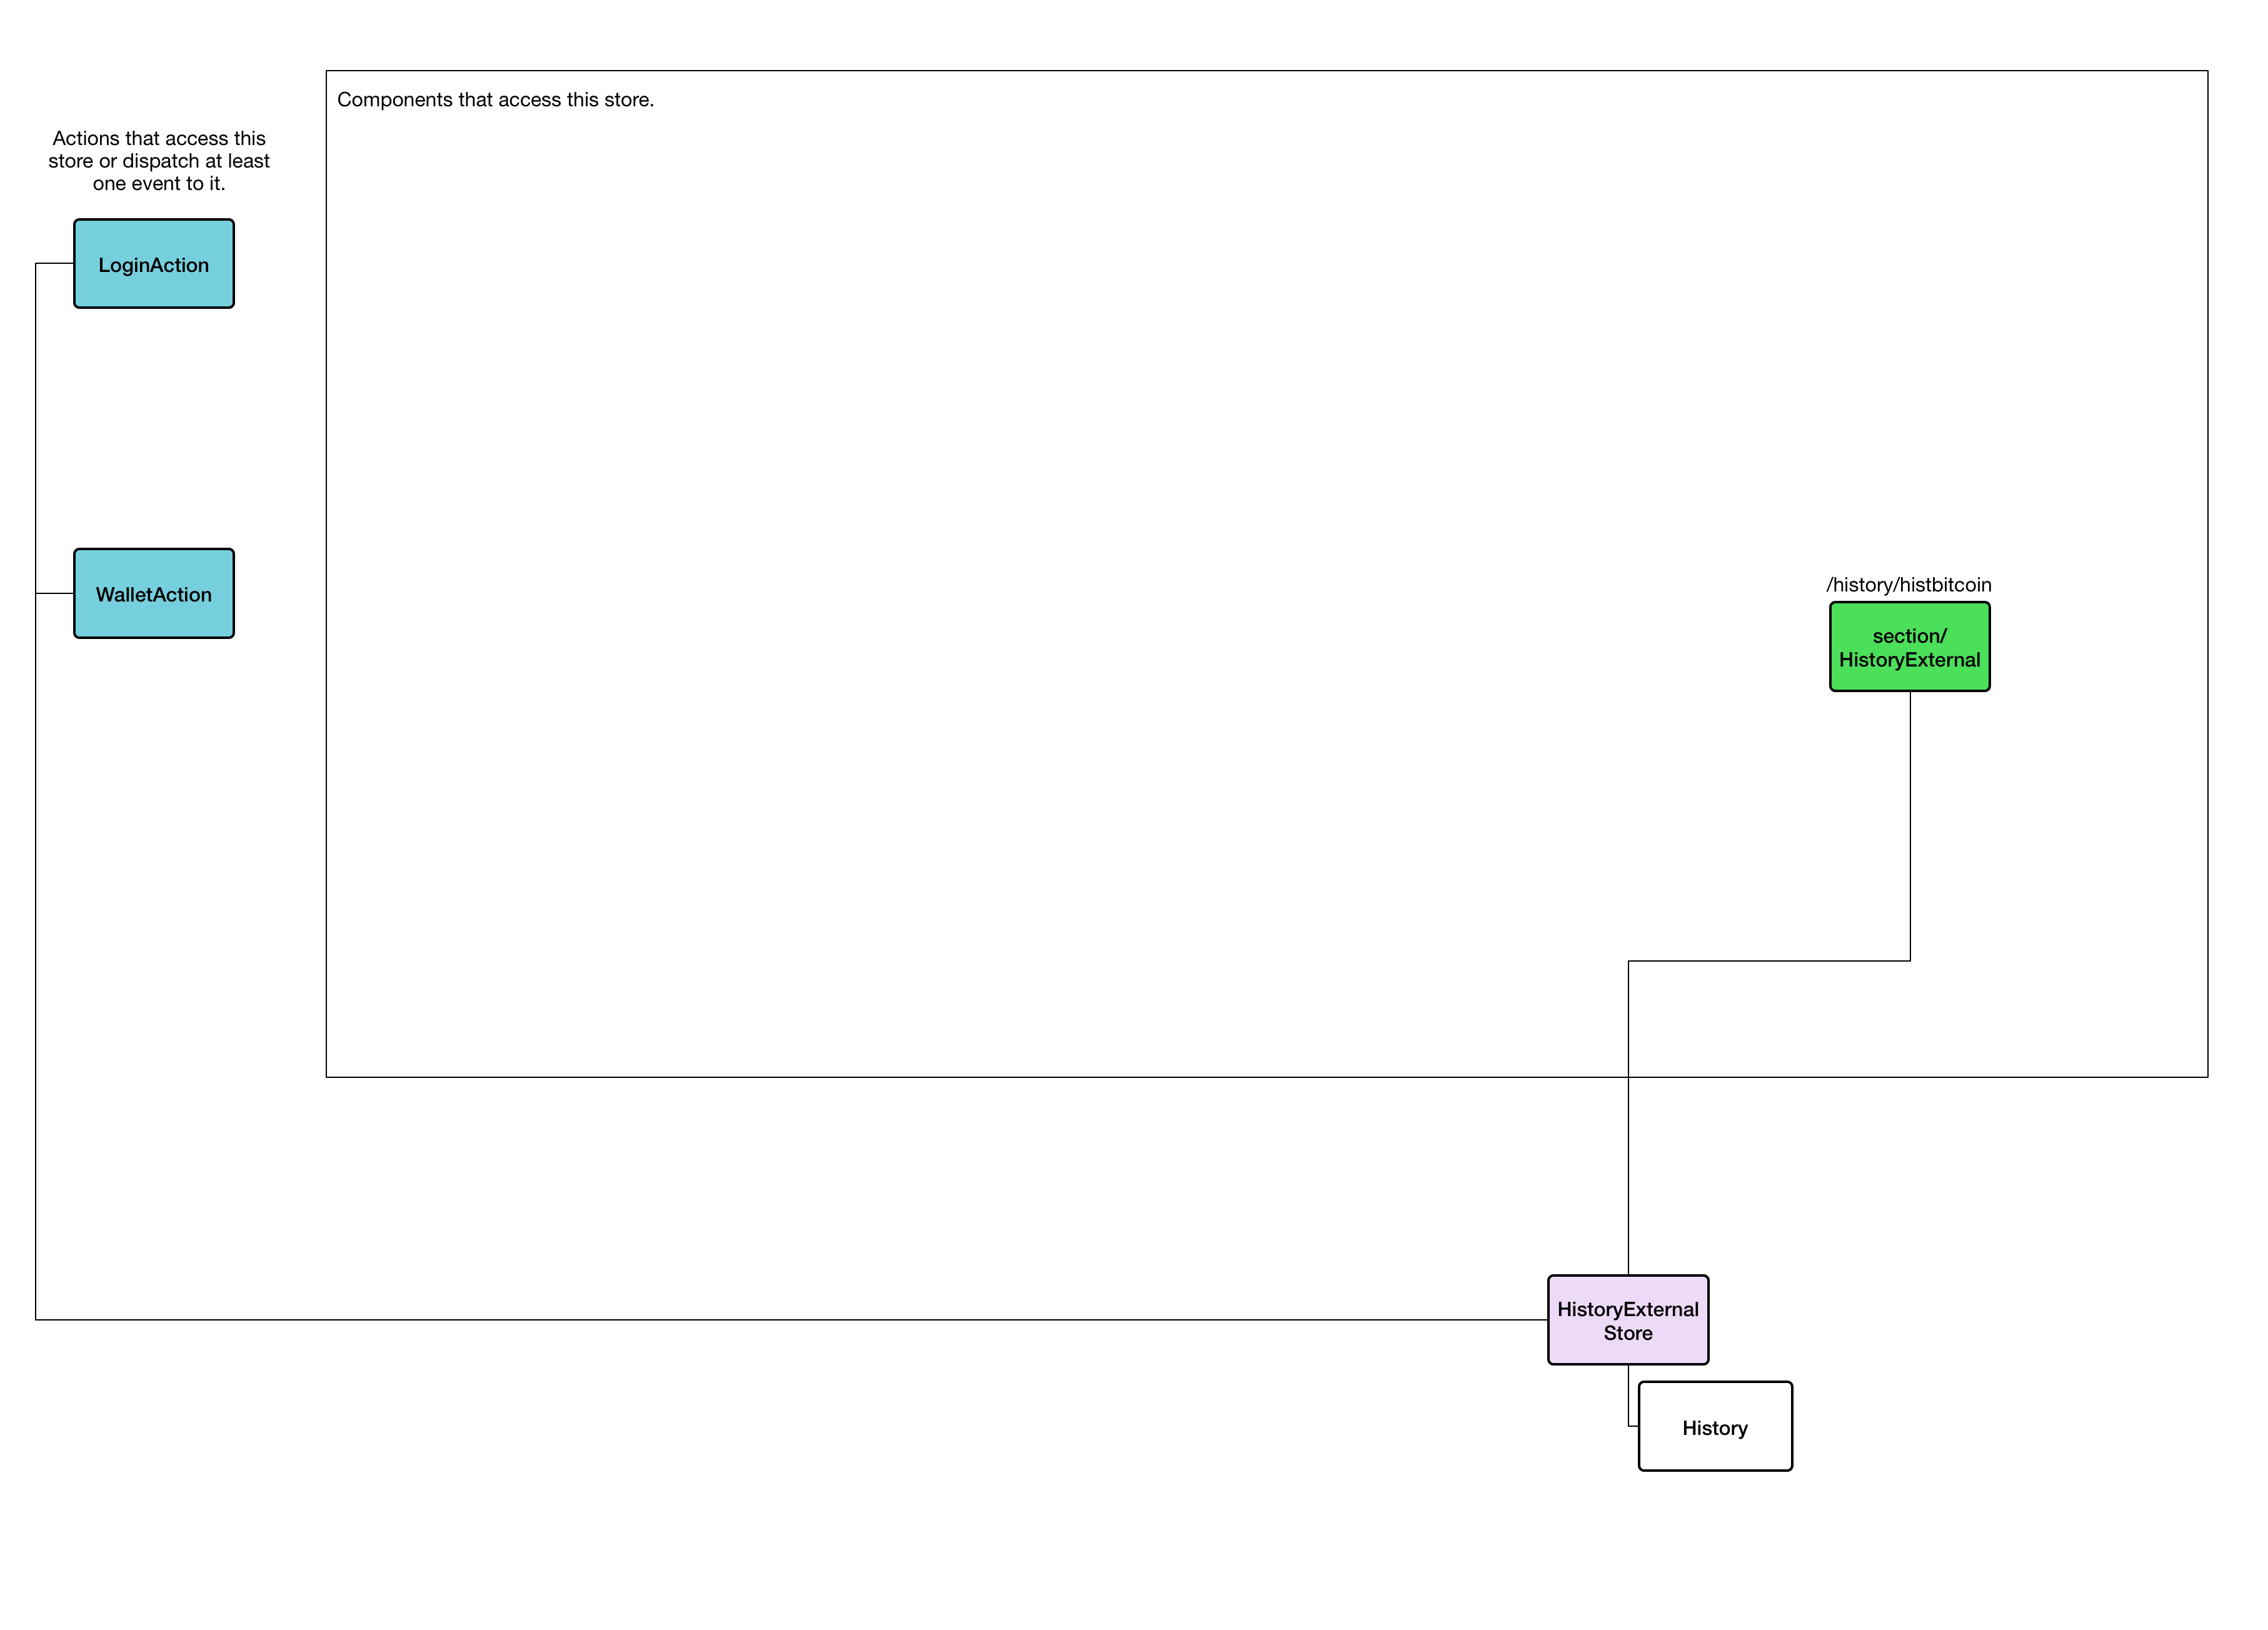 Components that access this store.
Actions that access this
store or dispatch at least
one event to it.
LoginAction
WalletAction
/history/histbitcoin
section/
HistoryExternal
HistoryExternal
Store
History